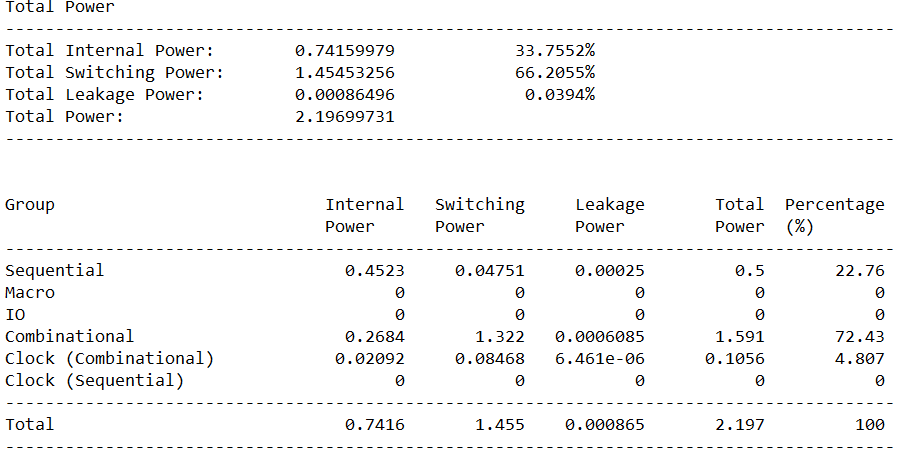 Total Power
-----------------------------------------------------------------------------------------
Total Internal Power:        0.74159979            33.7552%
Total Switching Power:       1.45453256            66.2055%
Total Leakage Power:         0.00086496             0.0394%
Total Power:                 2.19699731
-----------------------------------------------------------------------------------------
Group                           Internal   Switching     Leakage       Total  Percentage
                                Power      Power         Power         Power  (%)
-----------------------------------------------------------------------------------------
Sequential                        0.4523     0.04751     0.00025         0.5       22.76
Macro                                  0           0           0           0           0
IO                                     0           0           0           0           0
Combinational                     0.2684       1.322   0.0006085       1.591       72.43
Clock (Combinational)            0.02092     0.08468   6.461e-06      0.1056       4.807
Clock (Sequential)                     0           0           0           0           0
-----------------------------------------------------------------------------------------
Total                             0.7416       1.455    0.000865       2.197         100
-----------------------------------------------------------------------------------------